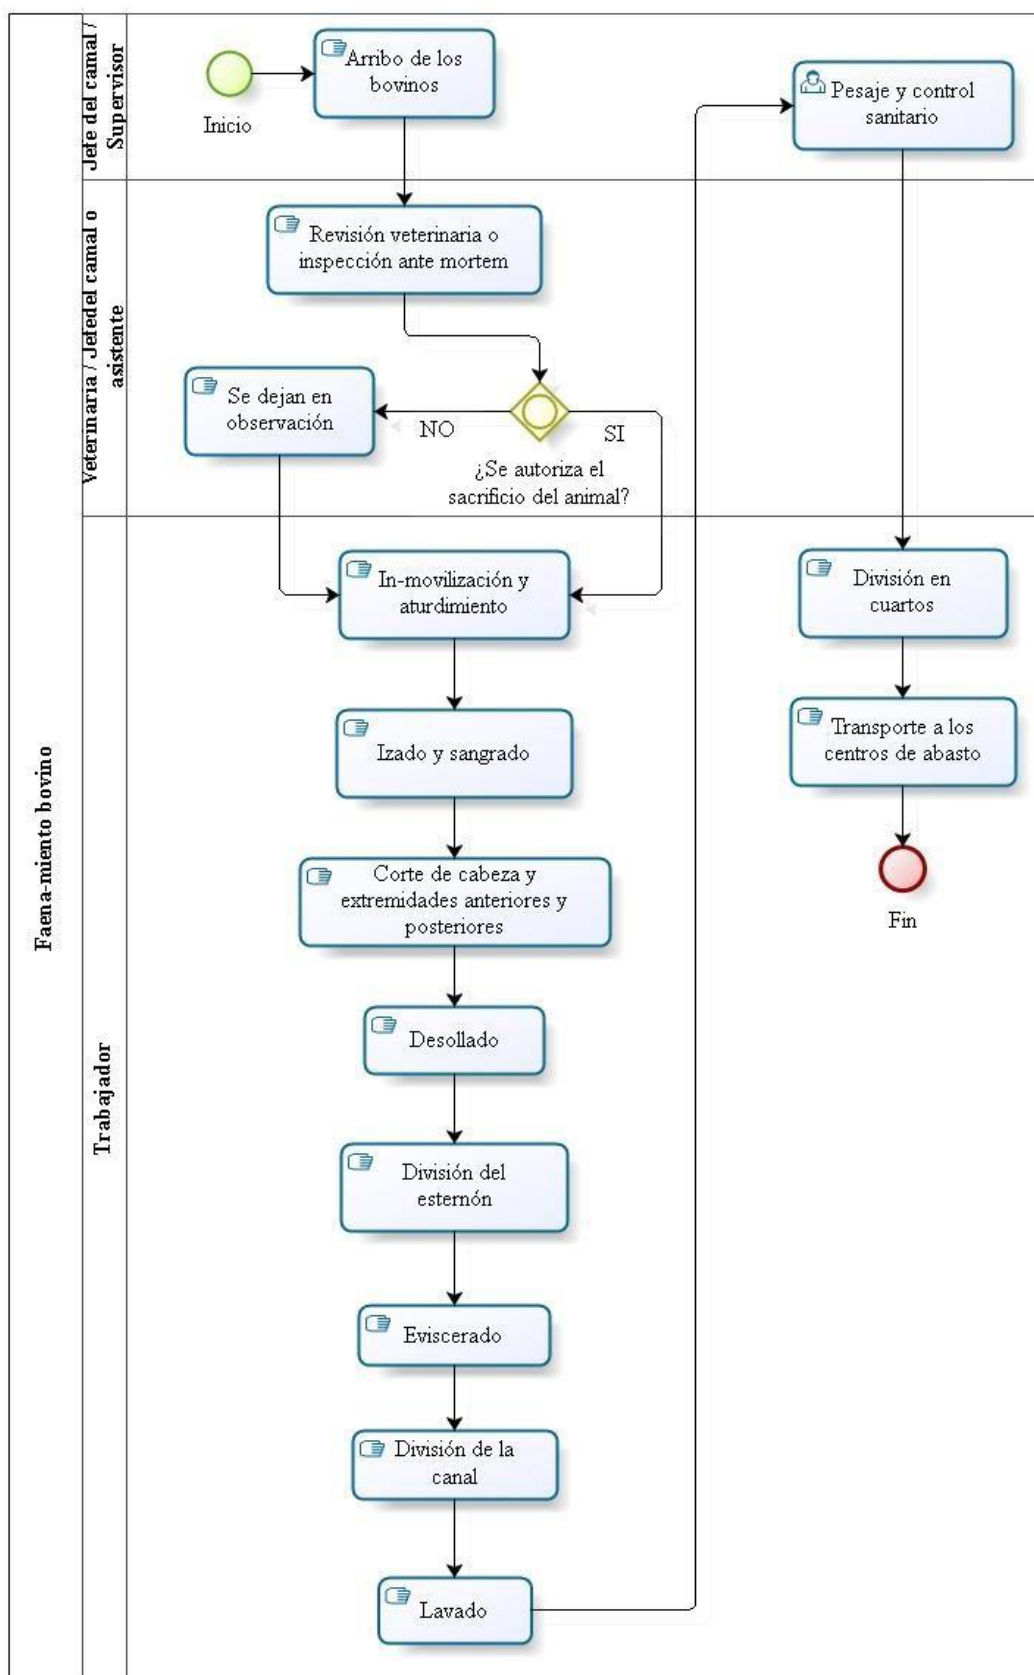 Faena-miento bovino
Jefe del camal /
Supervisor
Inicio
Arribo de los
bovinos
Pesaje y control
sanitario
Veterinaria / Jefedel camal o
asistente
Revisión veterinaria o
inspección ante mortem
Se dejan en
observación
NO
SI
¿Se autoriza el
sacrificio del animal?
Trabajador
In-movilización y
aturdimiento
Izado y sangrado
Corte de cabeza y
extremidades anteriores y
posteriores
Desollado
División del
esternón
Eviscerado
División de la
canal
Lavado
División en
cuartos
Transporte a los
centros de abasto
Fin